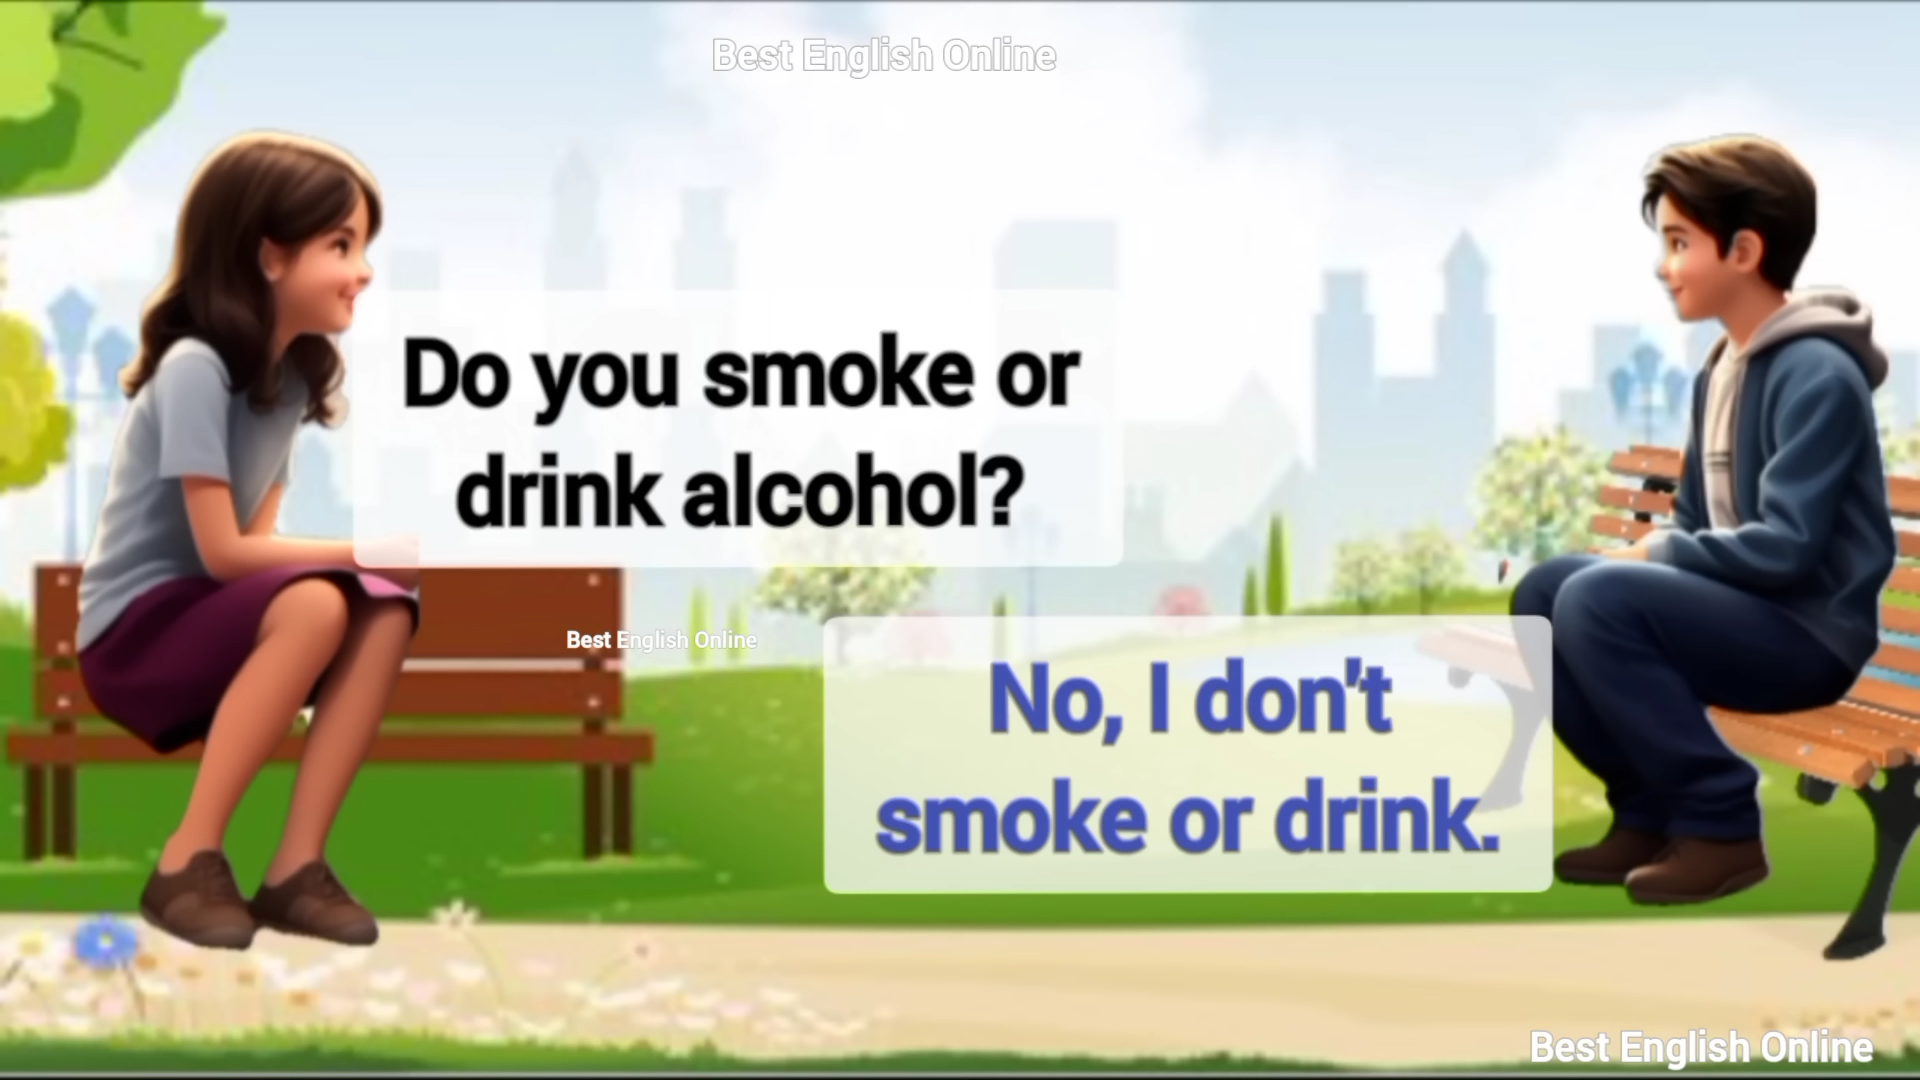 Best English Online
Do you smoke or
drink alcohol?
Best English Online
No, I don't
smoke or drink.
Best English Online